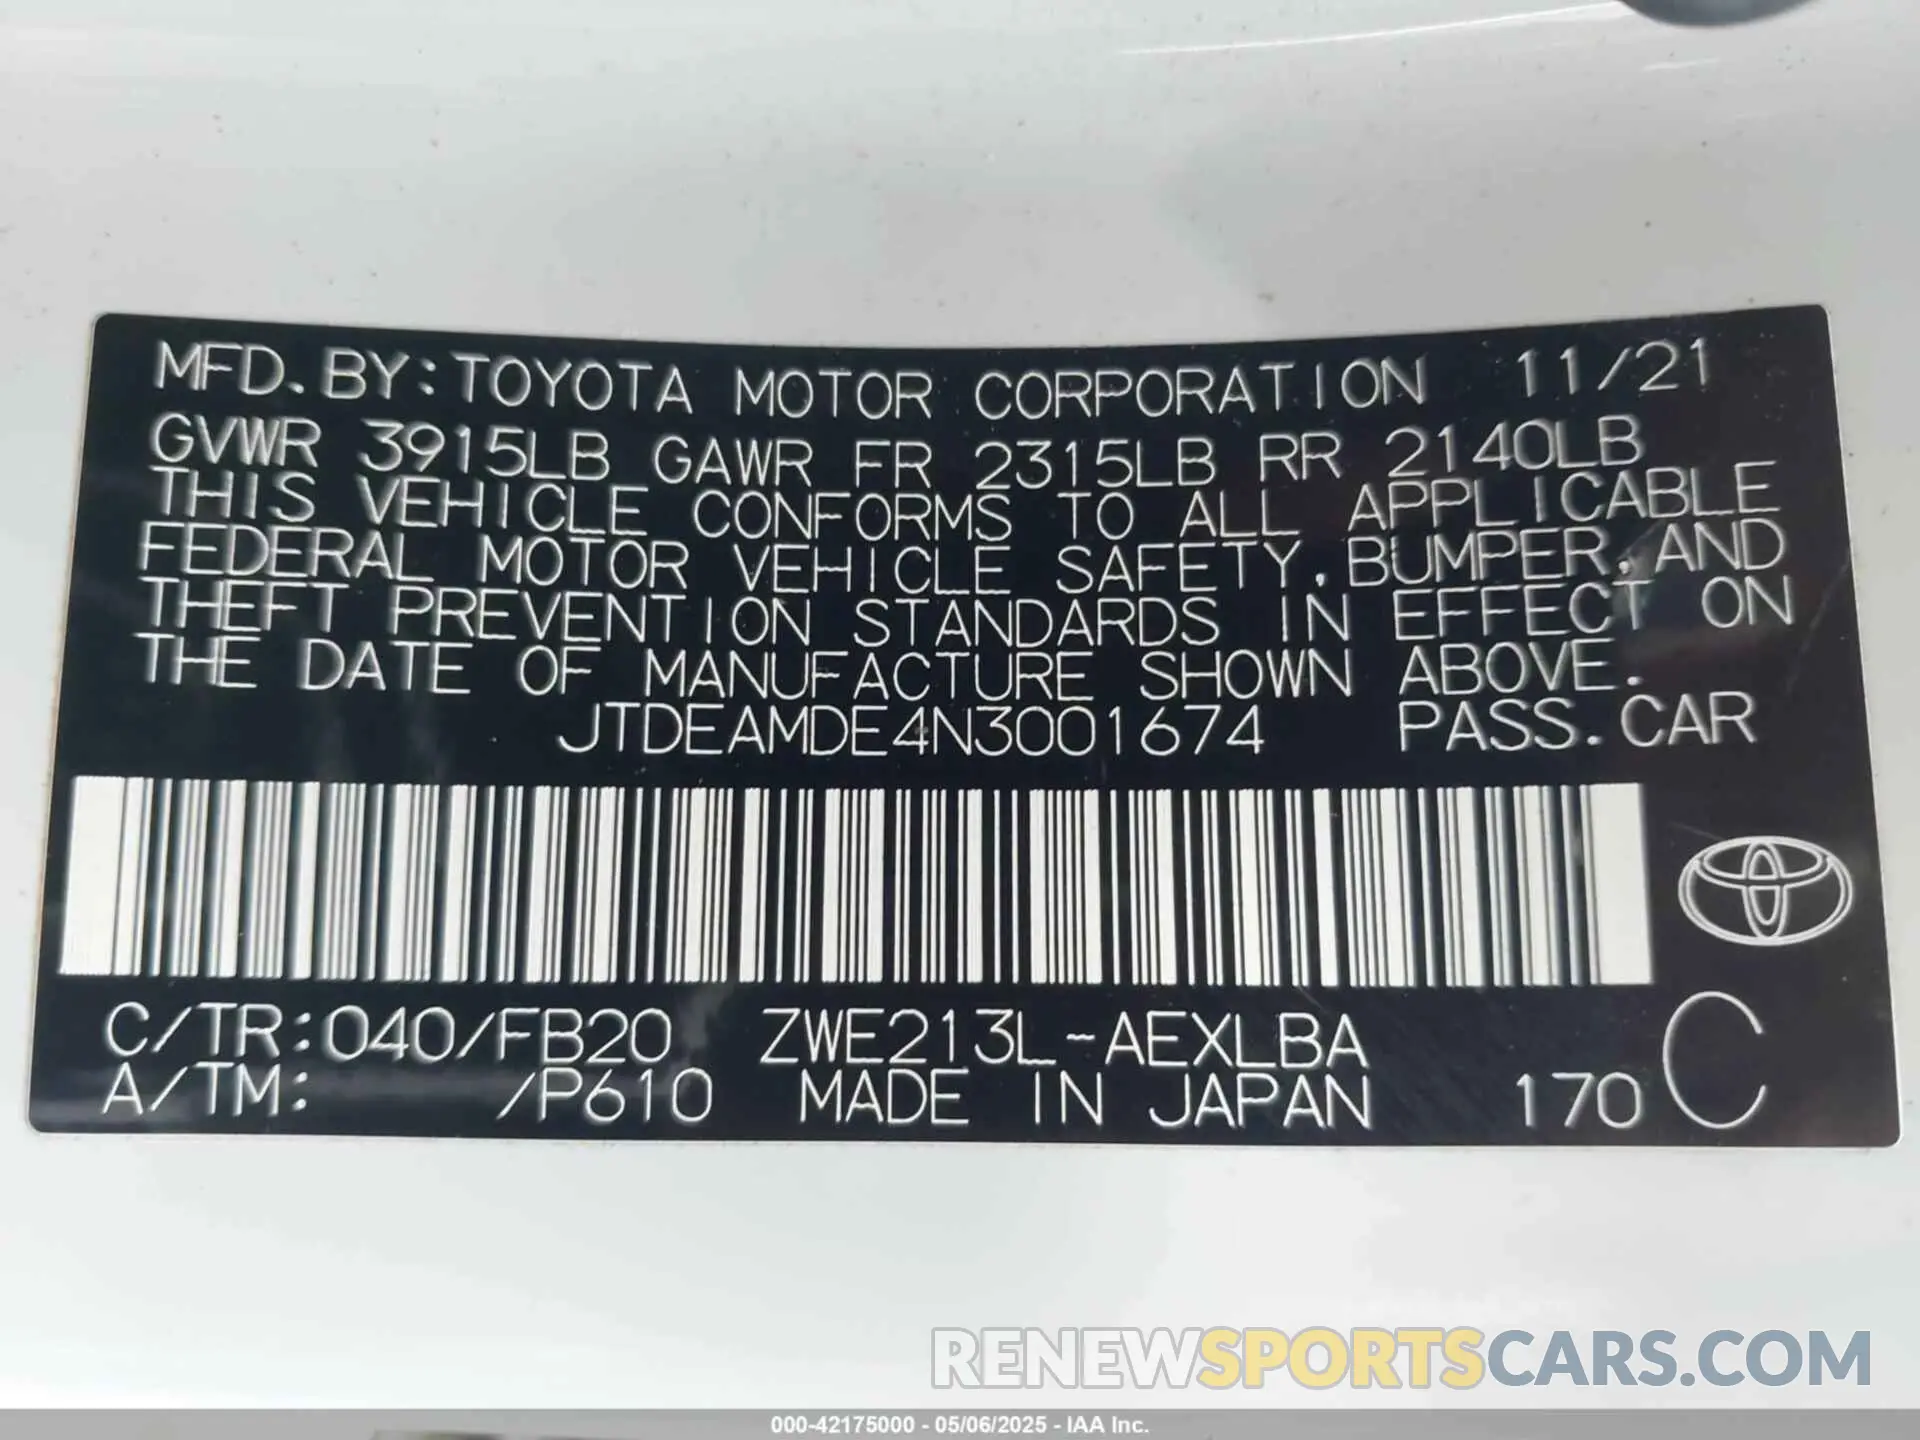 MFD. BY: TOYOTA MOTOR CORPORATION 11/21
GVWR 3915LB GAWR FR 2315LB RR 2140LB
THIS VEHICLE CONFORMS TO ALL APPLICABLE
FEDERAL MOTOR VEHICLE SAFETY, BUMPER, AND
THEFT PREVENTION STANDARDS IN EFFECT ON
THE DATE OF MANUFACTURE SHOWN ABOVE.
JTDEAMDE4N3001674 PASS. CAR
C/TR: 040/FB20 ZWE213L-AEXLBA
A/TM: /P610 MADE IN JAPAN 170 C
RENEWSPORTSCARS.COM
000-42175000 - 05/06/2025 - IAA Inc.